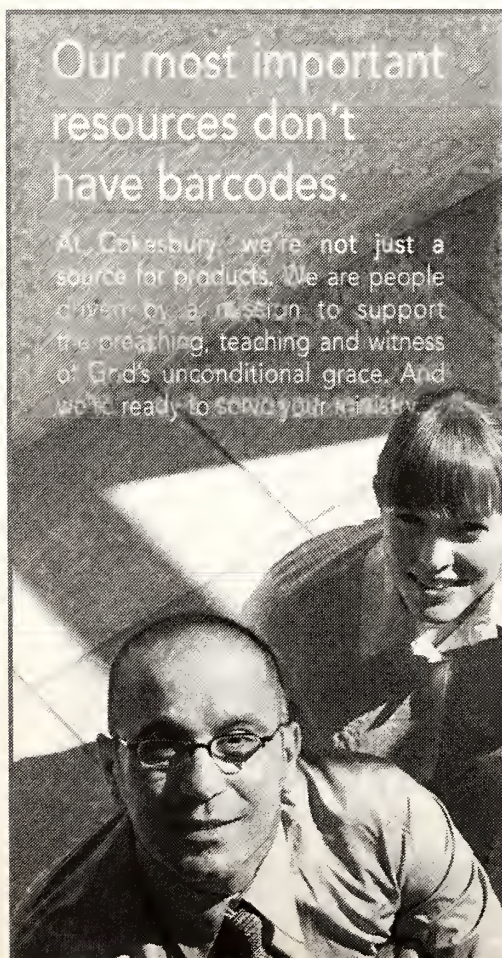 Our most important
resources don't
have barcodes.
At Cokesbury, we're not just a
source for products. We are people
driven by a mission to support
the preaching, teaching and witness
of God's unconditional grace. And
we're ready to serve your ministry.